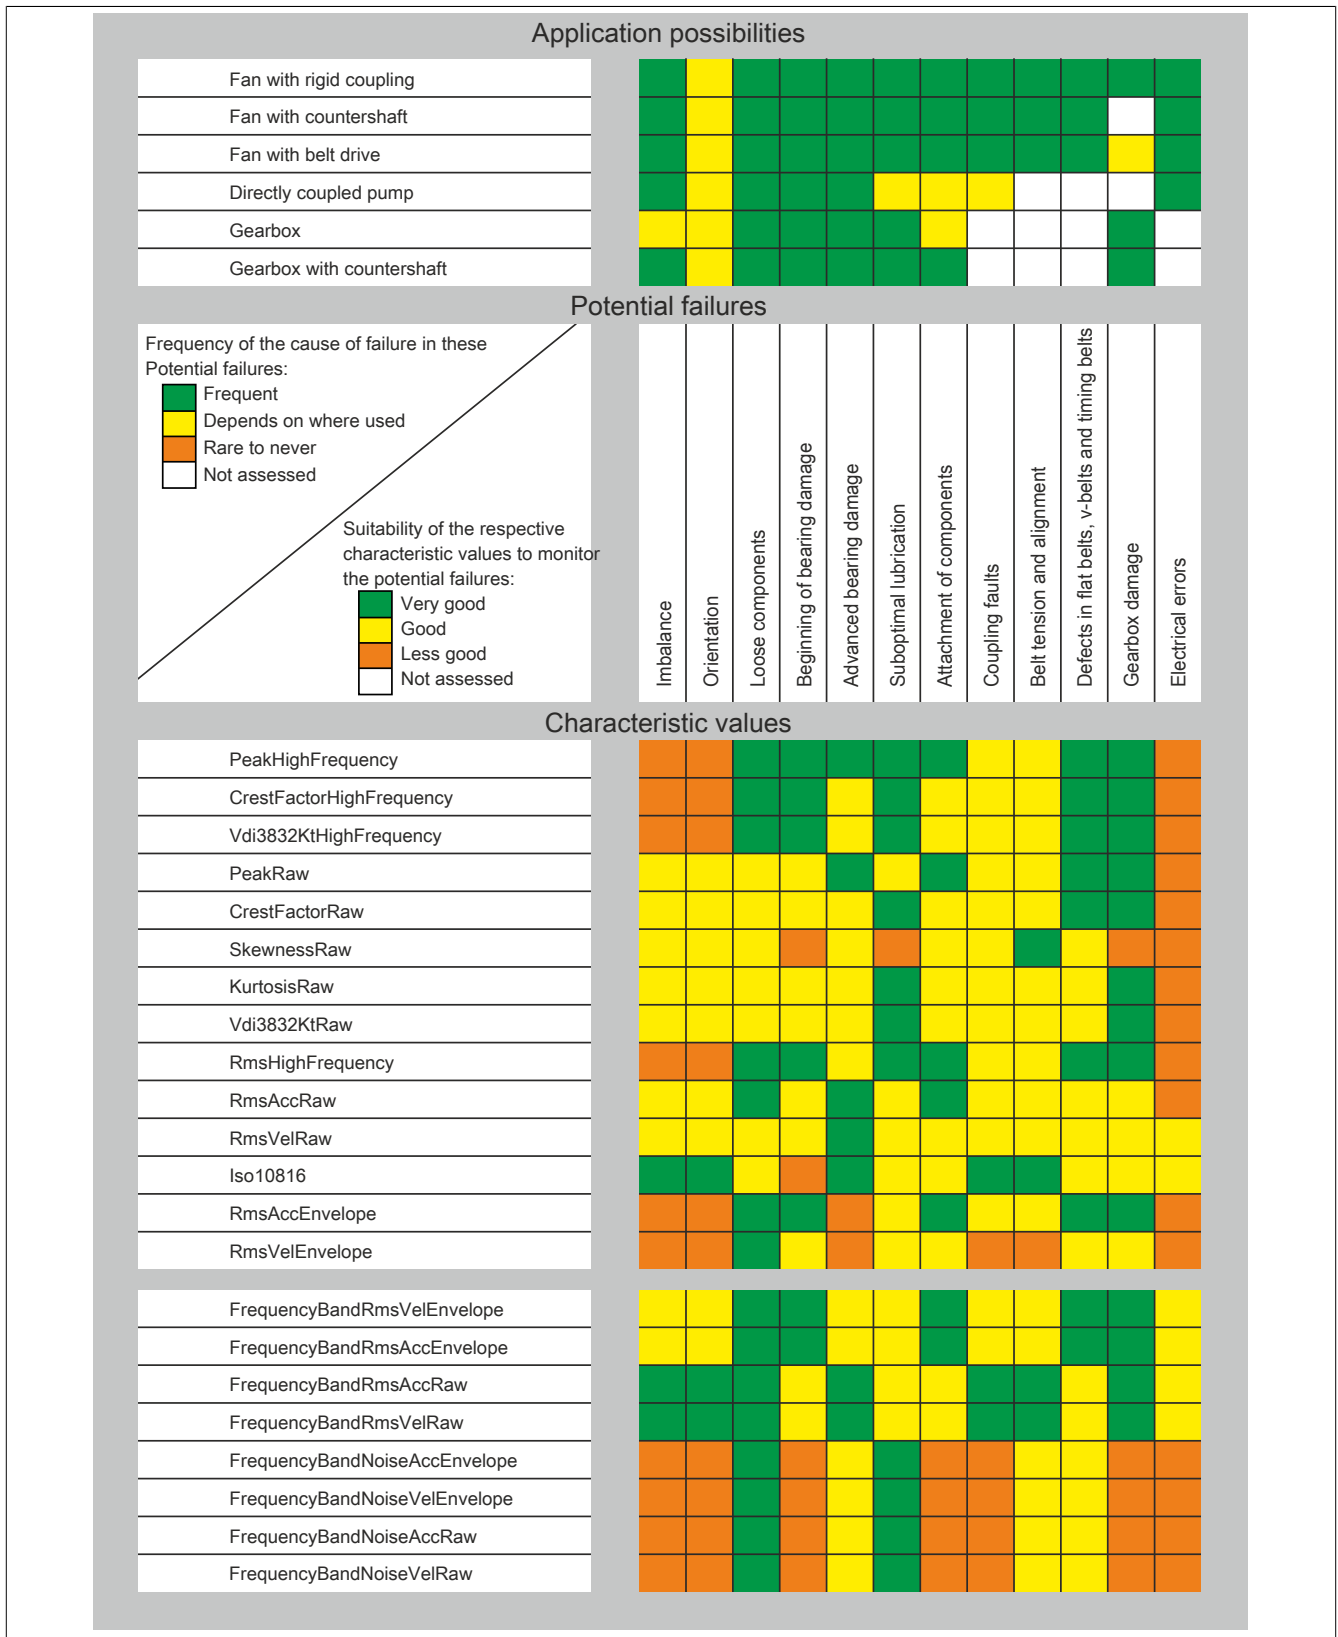 Application possibilities
Fan with rigid coupling
Fan with countershaft
Fan with belt drive
Directly coupled pump
Gearbox
Gearbox with countershaft
Potential failures
Frequency of the cause of failure in these
Potential failures:
Frequent
Depends on where used
Rare to never
Not assessed
Suitability of the respective
characteristic values to monitor
the potential failures:
Very good
Good
Less good
Not assessed
Imbalance
Orientation
Loose components
Beginning of bearing damage
Advanced bearing damage
Suboptimal lubrication
Attachment of components
Coupling faults
Belt tension and alignment
Defects in flat belts, v-belts and timing belts
Gearbox damage
Electrical errors
Characteristic values
PeakHighFrequency
CrestFactorHighFrequency
Vdi3832KtHighFrequency
PeakRaw
CrestFactorRaw
SkewnessRaw
KurtosisRaw
Vdi3832KtRaw
RmsHighFrequency
RmsAccRaw
RmsVelRaw
Iso10816
RmsAccEnvelope
RmsVelEnvelope
FrequencyBandRmsVelEnvelope
FrequencyBandRmsAccEnvelope
FrequencyBandRmsAccRaw
FrequencyBandRmsVelRaw
FrequencyBandNoiseAccEnvelope
FrequencyBandNoiseVelEnvelope
FrequencyBandNoiseAccRaw
FrequencyBandNoiseVelRaw